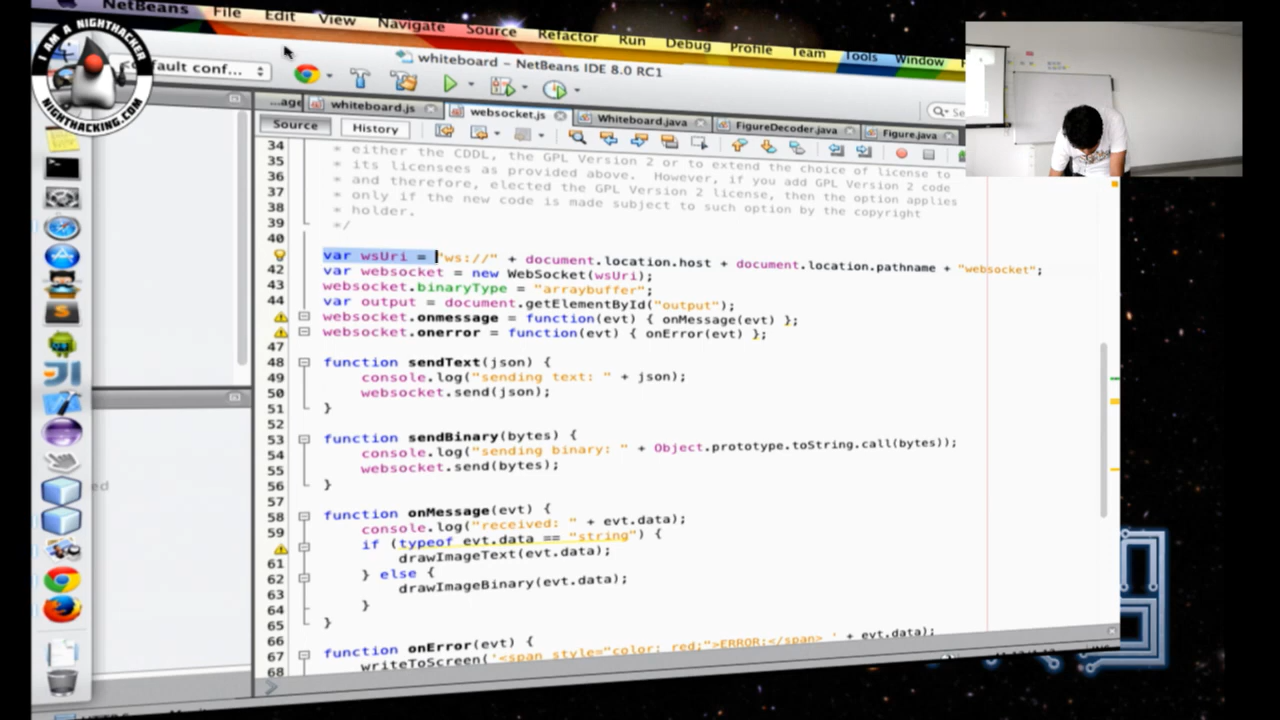 NetBeans File Edit View Navigate Source Refactor Run Debug Profile Team Tools Window
I AM A NIGHTHACKER
NIGHTHACKING.COM
fault conf...
whiteboard – NetBeans IDE 8.0 RC1
...age whiteboard.js websocket.js Whiteboard.java FigureDecoder.java Figure.java
Source History
34 * either the CDDL, the GPL Version 2 or to extend the choice of license to
35 * its licensees as provided above. However, if you add GPL Version 2 code
36 * and therefore, elected the GPL Version 2 license, then the option applies
37 * only if the new code is made subject to such option by the copyright
38 * holder.
39 */
40
var wsUri = "ws://" + document.location.host + document.location.pathname + "websocket";
42 var websocket = new WebSocket(wsUri);
43 websocket.binaryType = "arraybuffer";
44 var output = document.getElementById("output");
websocket.onmessage = function(evt) { onMessage(evt) };
websocket.onerror = function(evt) { onError(evt) };
47
48 function sendText(json) {
49 console.log("sending text: " + json);
50 websocket.send(json);
51 }
52
53 function sendBinary(bytes) {
54 console.log("sending binary: " + Object.prototype.toString.call(bytes));
55 websocket.send(bytes);
56 }
57
58 function onMessage(evt) {
59 console.log("received: " + evt.data);
if (typeof evt.data == "string") {
61 drawImageText(evt.data);
62 } else {
63 drawImageBinary(evt.data);
64 }
65 }
66 function onError(evt) {
67 writeToScreen('<span style="color: red;">ERROR:</span> ' + evt.data);
68